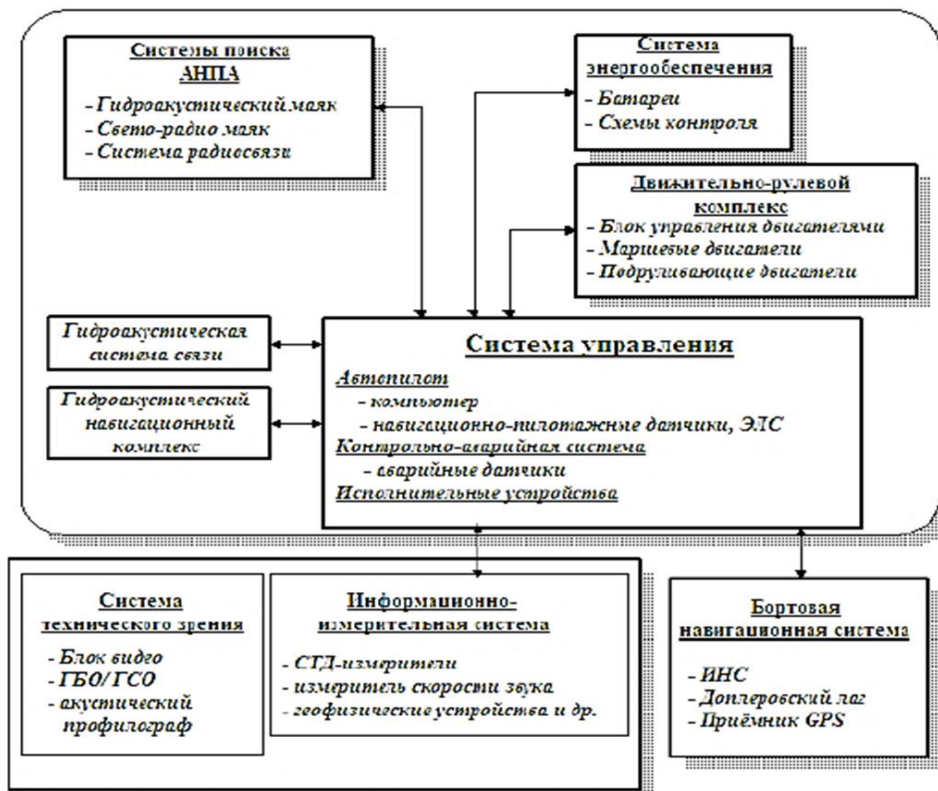 Системы поиска
АНПА
- Гидроакустический маяк
- Свето-радио маяк
- Система радиосвязи
Система
энергообеспечения
- Батареи
- Схемы контроля
Движительно-рулевой
комплекс
- Блок управления двигателями
- Маршевые двигатели
- Подруливающие двигатели
Гидроакустическая
система связи
Гидроакустический
навигационный
комплекс
Система управления
Автопилот
- компьютер
- навигационно-пилотажные датчики, ЭЛС
Контрольно-аварийная система
- аварийные датчики
Исполнительные устройства
Система
технического зрения
- Блок видео
- ГБО/ГСО
- акустический
профилограф
Информационно-
измерительная система
- СТД-измерители
- измеритель скорости звука
- геофизические устройства и др.
Бортовая
навигационная система
- ИНС
- Доплеровский лаг
- Приёмник GPS